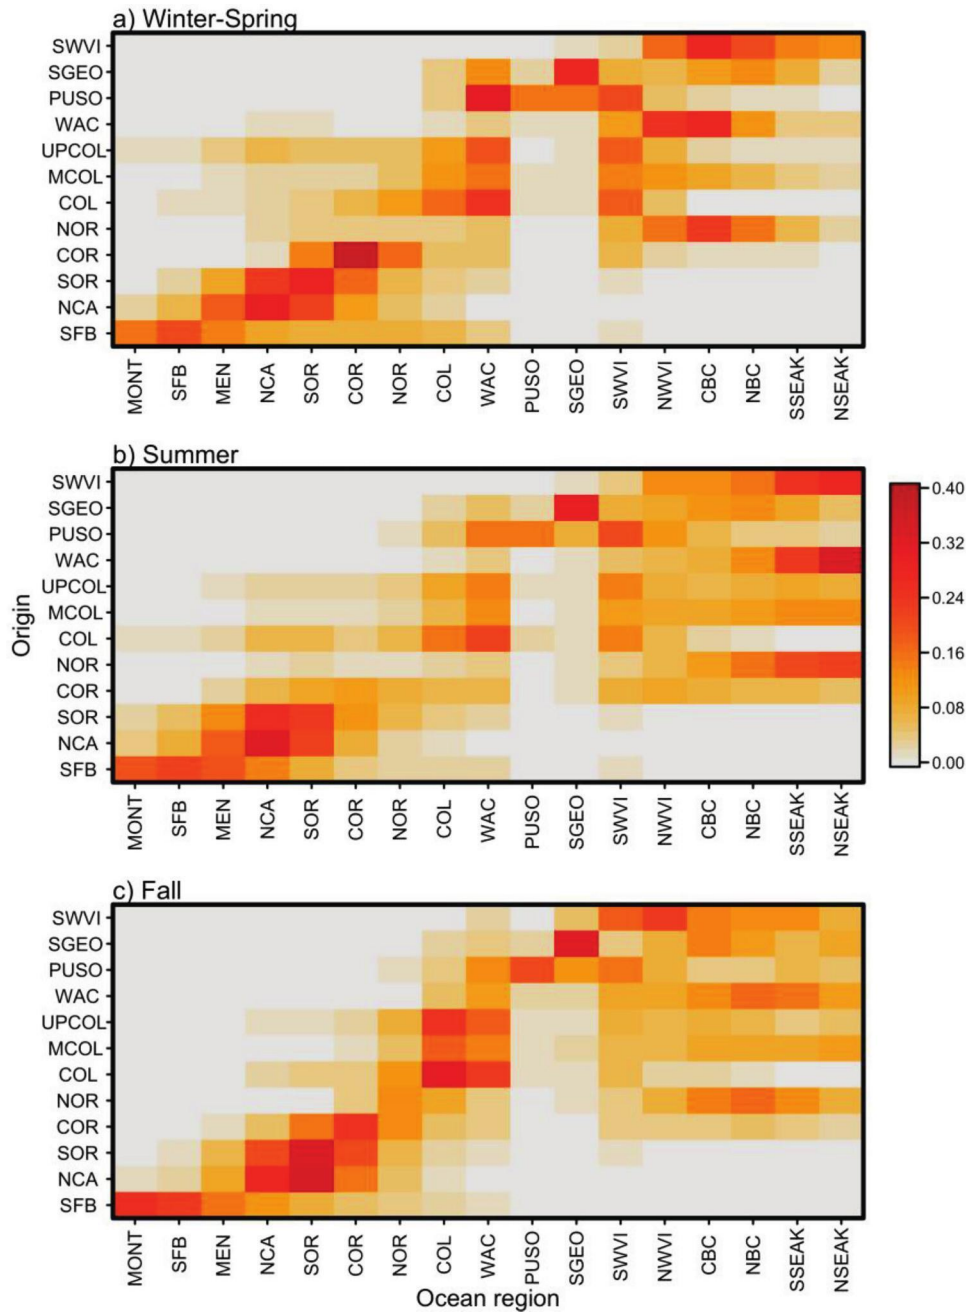 a) Winter-Spring
SWVI
SGEO
PUSO
WAC
UPCOL
MCOL
COL
NOR
COR
SOR
NCA
SFB
MONT SFB MEN NCA SOR COR NOR COL WAC PUSO SGEO SWVI NWVI CBC NBC SSEAK NSEAK
b) Summer
SWVI
SGEO
PUSO
WAC
UPCOL
MCOL
COL
NOR
COR
SOR
NCA
SFB
Origin
0.40
0.32
0.24
0.16
0.08
0.00
MONT SFB MEN NCA SOR COR NOR COL WAC PUSO SGEO SWVI NWVI CBC NBC SSEAK NSEAK
c) Fall
SWVI
SGEO
PUSO
WAC
UPCOL
MCOL
COL
NOR
COR
SOR
NCA
SFB
MONT SFB MEN NCA SOR COR NOR COL WAC PUSO SGEO SWVI NWVI CBC NBC SSEAK NSEAK
Ocean region